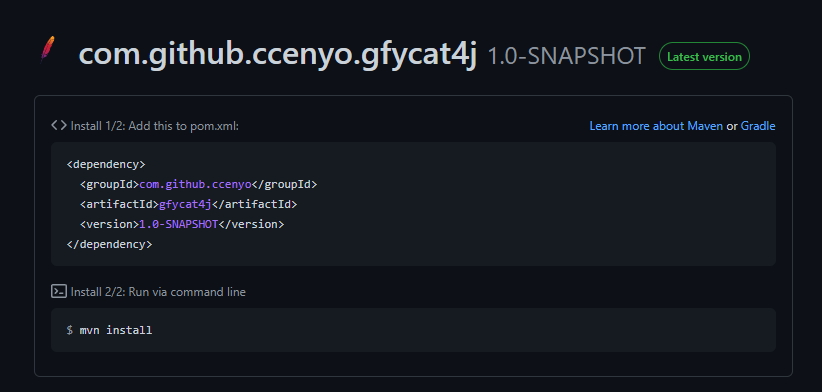 com.github.ccenyo.gfycat4j 1.0-SNAPSHOT Latest version
Install 1/2: Add this to pom.xml: Learn more about Maven or Gradle
<dependency>
  <groupId>com.github.ccenyo</groupId>
  <artifactId>gfycat4j</artifactId>
  <version>1.0-SNAPSHOT</version>
</dependency>
Install 2/2: Run via command line
$ mvn install